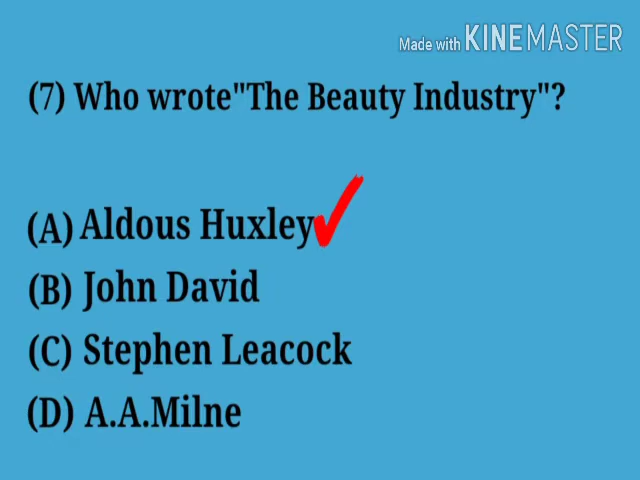 Made with KINEMASTER
(7) Who wrote"The Beauty Industry"?
(A) Aldous Huxley
(B) John David
(C) Stephen Leacock
(D) A.A.Milne